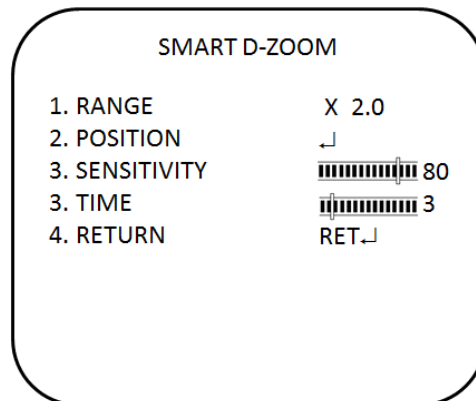 SMART D-ZOOM
1. RANGE X 2.0
2. POSITION ↵
3. SENSITIVITY 80
3. TIME 3
4. RETURN RET↵